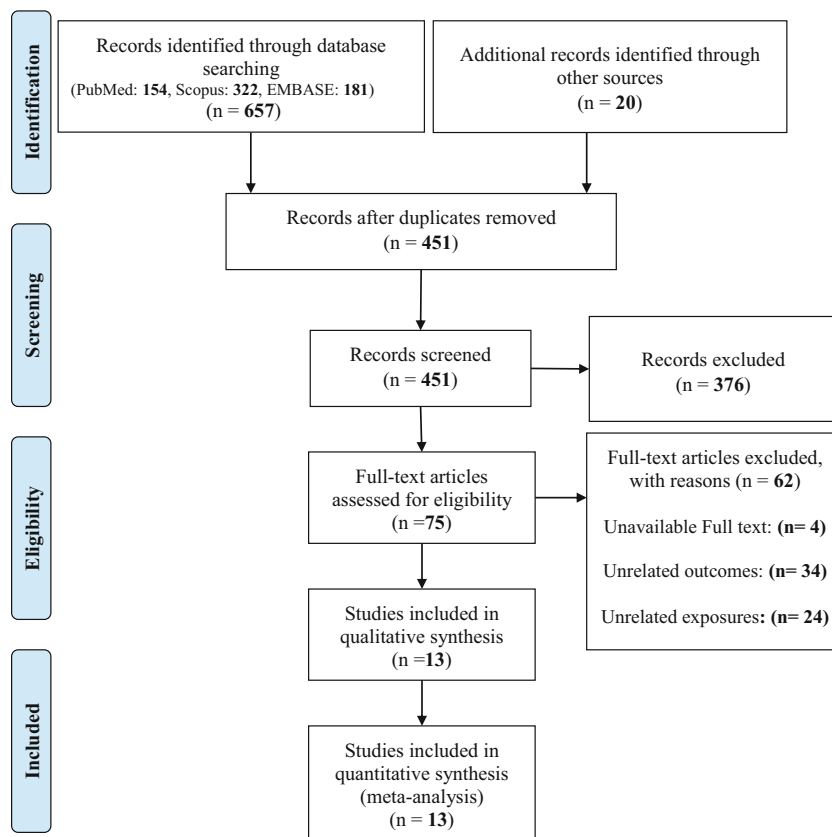 Identification
Records identified through database
searching
(PubMed: 154, Scopus: 322, EMBASE: 181)
(n = 657)
Additional records identified through
other sources
(n = 20)
Records after duplicates removed
(n = 451)
Screening
Records screened
(n = 451)
Records excluded
(n = 376)
Eligibility
Full-text articles
assessed for eligibility
(n =75)
Full-text articles excluded,
with reasons (n = 62)
Unavailable Full text: (n= 4)
Unrelated outcomes: (n= 34)
Unrelated exposures: (n= 24)
Studies included in
qualitative synthesis
(n =13)
Included
Studies included in
quantitative synthesis
(meta-analysis)
(n = 13)